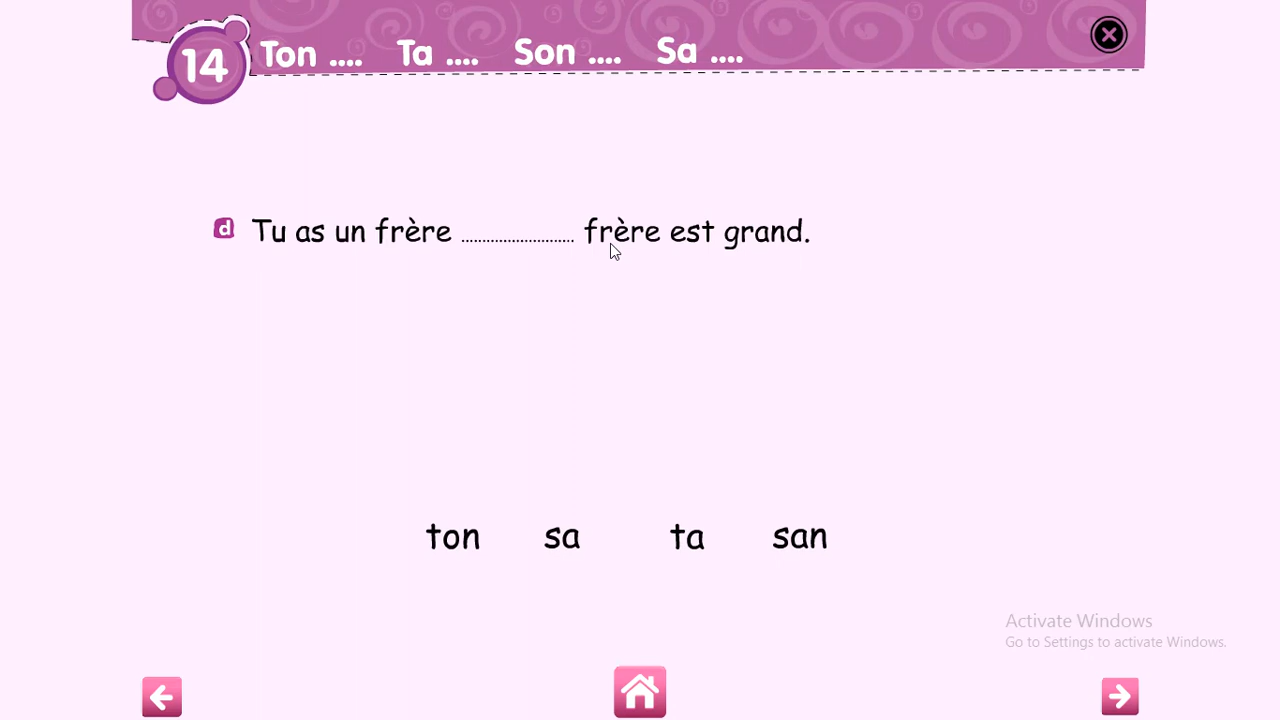 14 Ton .... Ta .... Son .... Sa ....
d Tu as un frère ........................... frère est grand.
ton sa ta san
Activate Windows
Go to Settings to activate Windows.